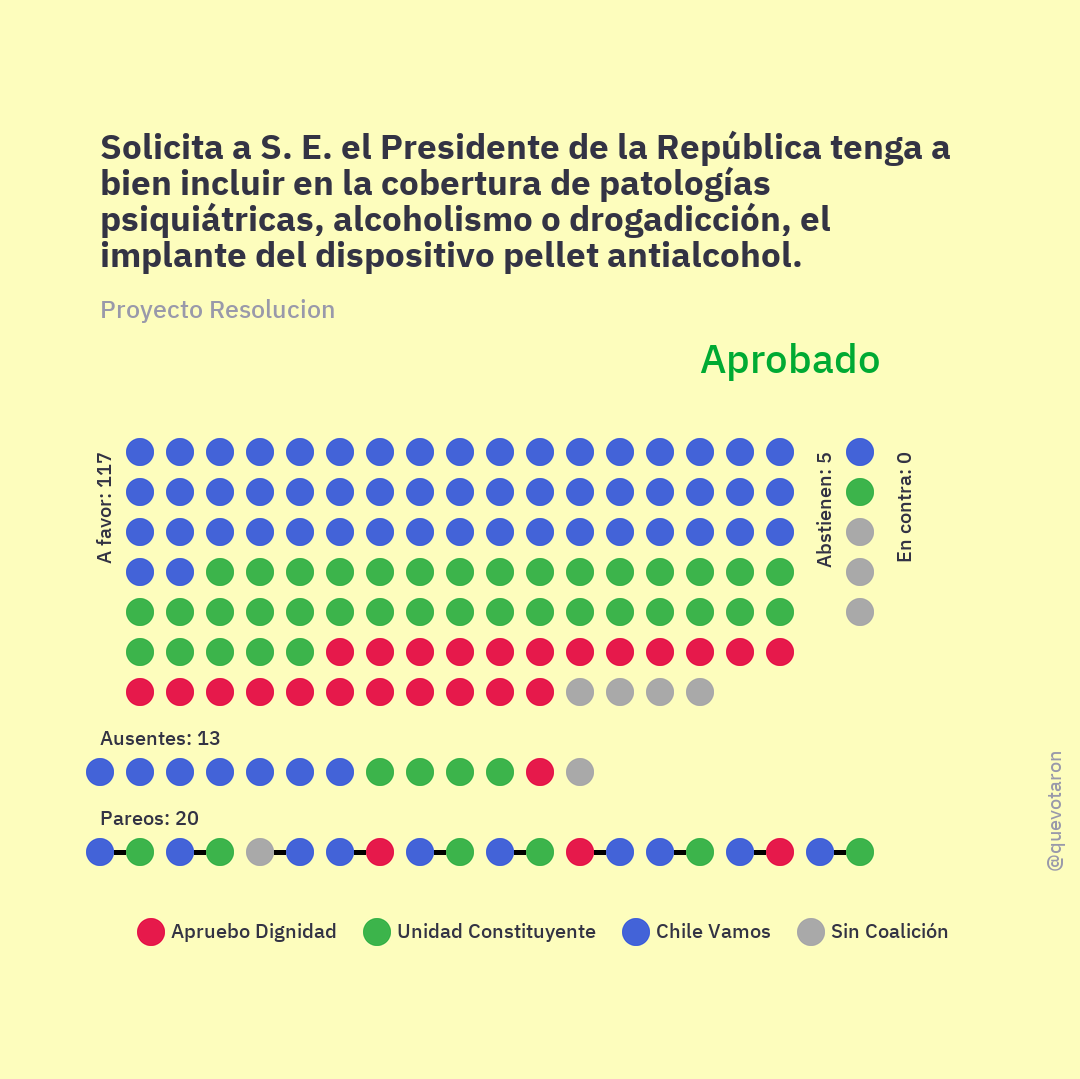 Solicita a S. E. el Presidente de la República tenga a
bien incluir en la cobertura de patologías
psiquiátricas, alcoholismo o drogadicción, el
implante del dispositivo pellet antialcohol.
Proyecto Resolucion
Aprobado
A favor: 117
Abstienen: 5
En contra: 0
Ausentes: 13
Pareos: 20
@quevotaron
Apruebo Dignidad
Unidad Constituyente
Chile Vamos
Sin Coalición